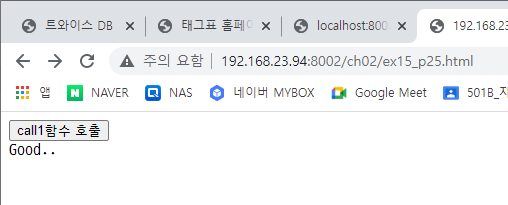 트와이스 DB
태그표 홈페이
localhost:800
192.168.23
주의 요함 192.168.23.94:8002/ch02/ex15_p25.html
앱 NAVER NAS 네이버 MYBOX Google Meet 501B_
call1함수 호출
Good..